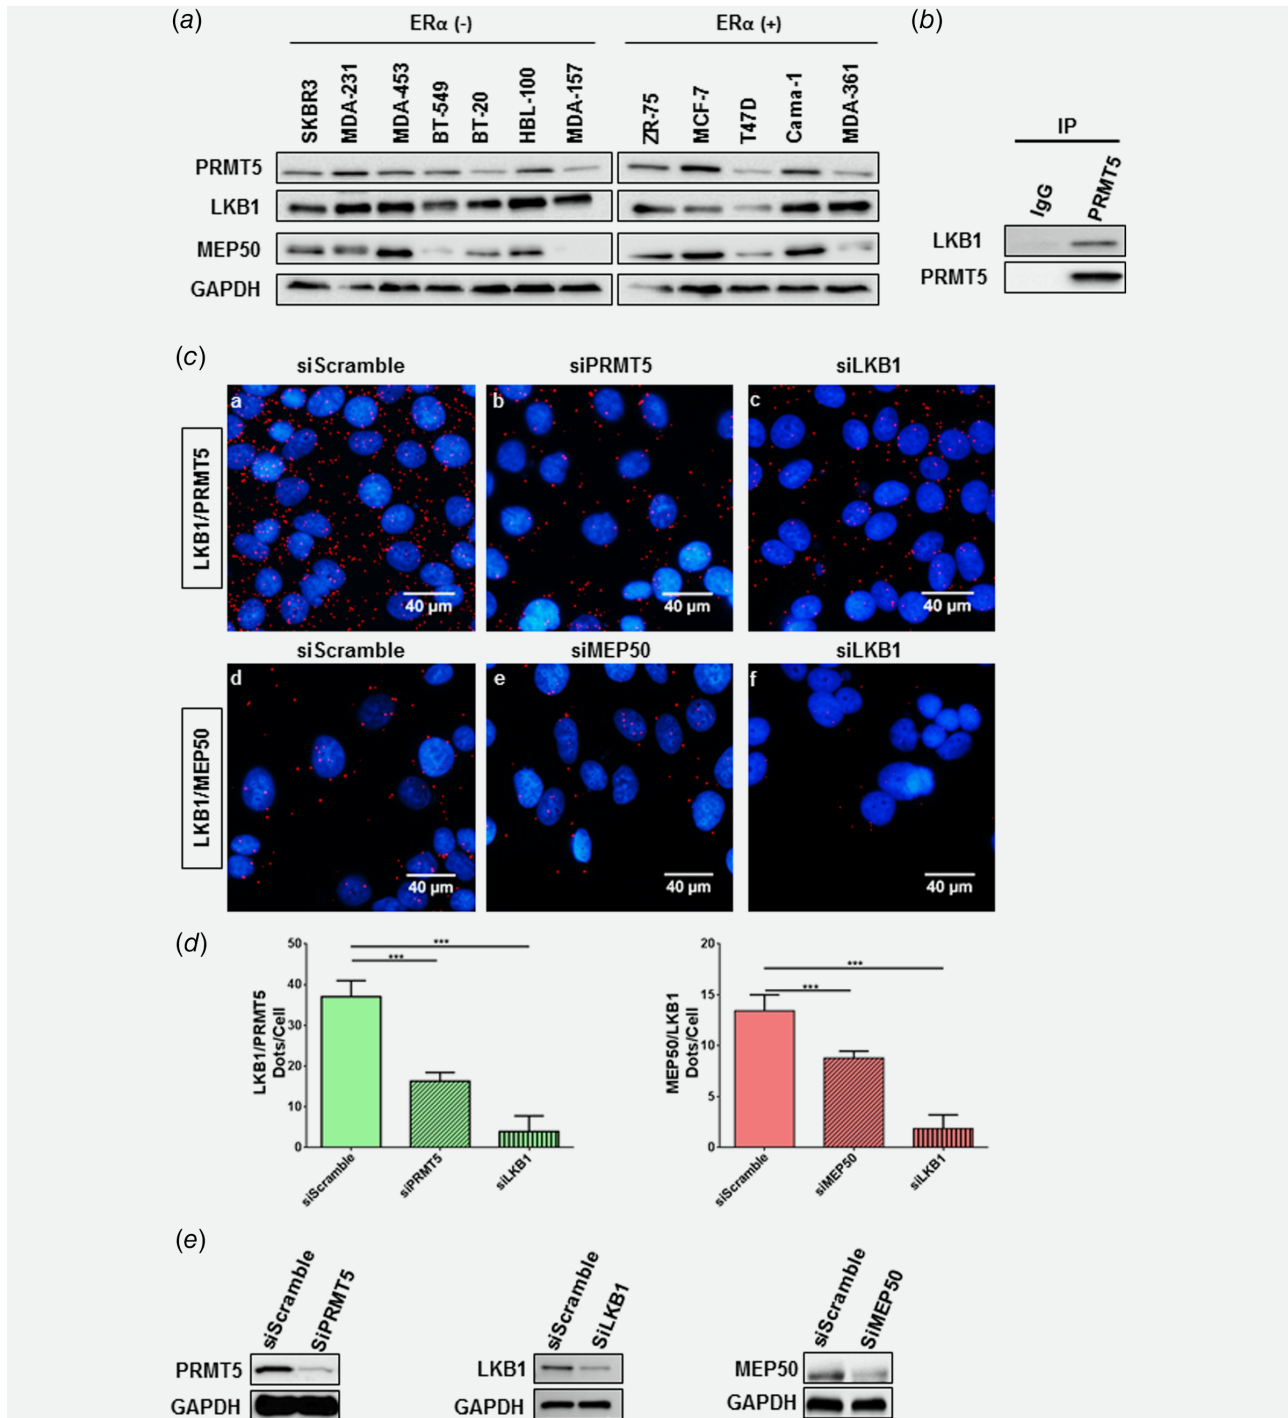 (a)
ERα (-)
ERα (+)
SKBR3
MDA-231
MDA-453
BT-549
BT-20
HBL-100
MDA-157
ZR-75
MCF-7
T47D
Cama-1
MDA-361
PRMT5
LKB1
MEP50
GAPDH
(b)
IP
IgG
PRMT5
LKB1
PRMT5
(c)
siScramble
siPRMT5
siLKB1
LKB1/PRMT5
a
b
c
40 µm
40 µm
40 µm
siScramble
siMEP50
siLKB1
LKB1/MEP50
d
e
f
40 µm
40 µm
40 µm
(d)
LKB1/PRMT5
Dots/Cell
50
40
30
20
10
0
***
***
siScramble
siPRMT5
siLKB1
MEP50/LKB1
Dots/Cell
20
15
10
5
0
***
***
siScramble
siMEP50
siLKB1
(e)
siScramble
SiPRMT5
PRMT5
GAPDH
siScramble
SiLKB1
LKB1
GAPDH
siScramble
SiMEP50
MEP50
GAPDH